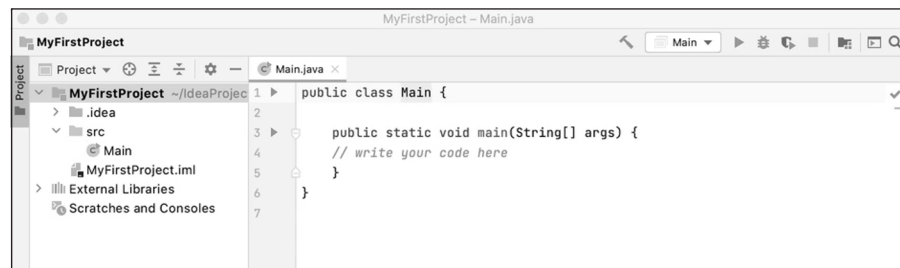 MyFirstProject – Main.java
MyFirstProject
Main
Project
Project
Main.java
MyFirstProject ~/IdeaProjec
.idea
src
Main
MyFirstProject.iml
External Libraries
Scratches and Consoles
1 public class Main {
2
3 public static void main(String[] args) {
4 // write your code here
5 }
6 }
7